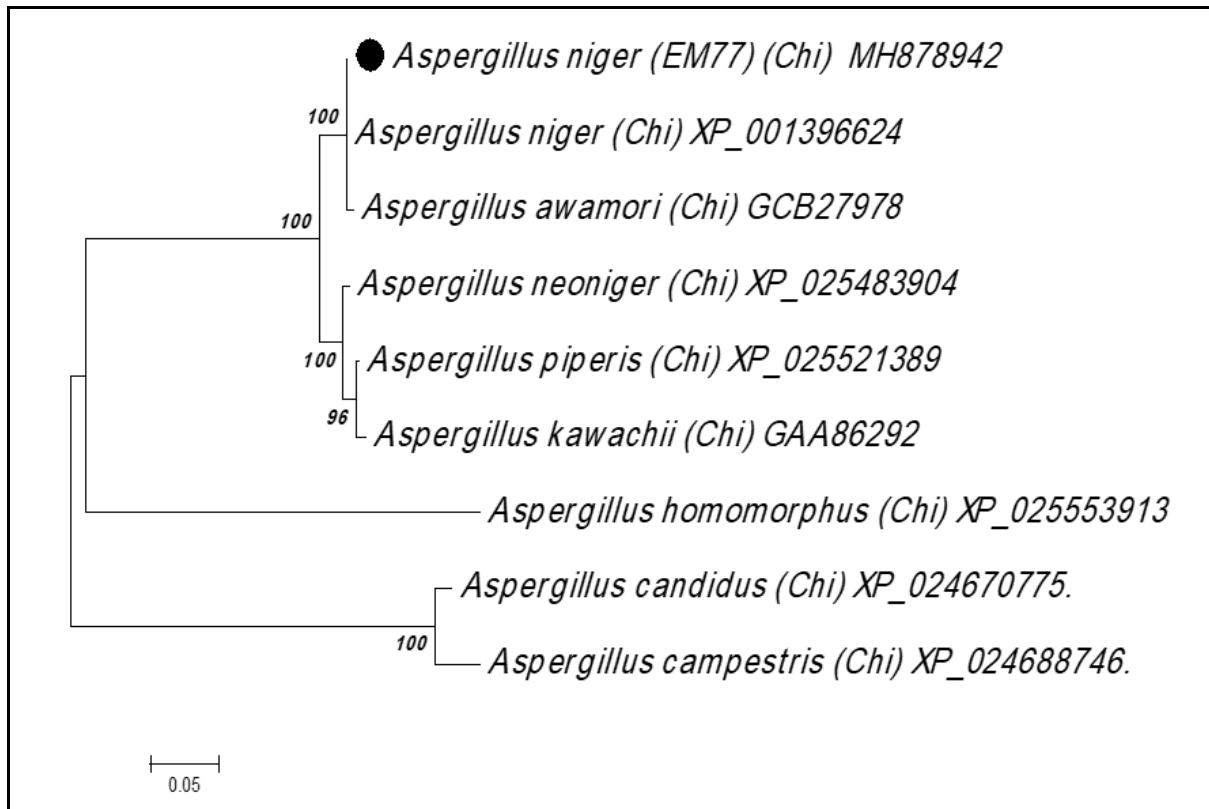 Aspergillus niger (EM77) (Chi) MH878942
100
Aspergillus niger (Chi) XP_001396624
Aspergillus awamori (Chi) GCB27978
100
Aspergillus neoniger (Chi) XP_025483904
100
Aspergillus piperis (Chi) XP_025521389
96
Aspergillus kawachii (Chi) GAA86292
Aspergillus homomorphus (Chi) XP_025553913
Aspergillus candidus (Chi) XP_024670775.
100
Aspergillus campestris (Chi) XP_024688746.
0.05